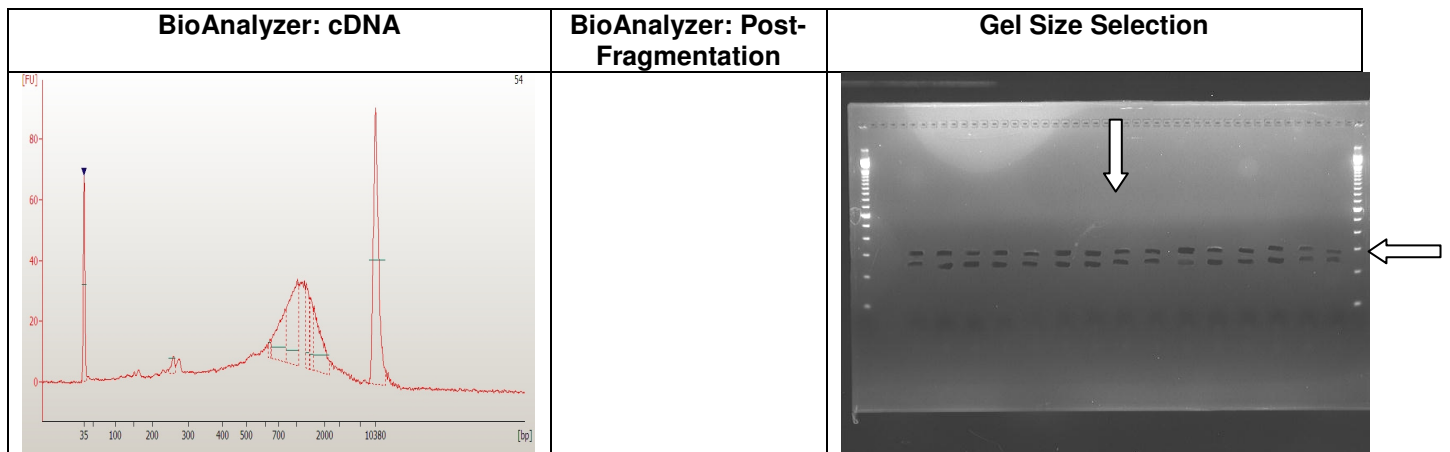 BioAnalyzer: cDNA
BioAnalyzer: Post-
Fragmentation
Gel Size Selection
[FU]
54
80
60
40
20
0
35 100 200 300 400 500 700 2000 10380 [bp]